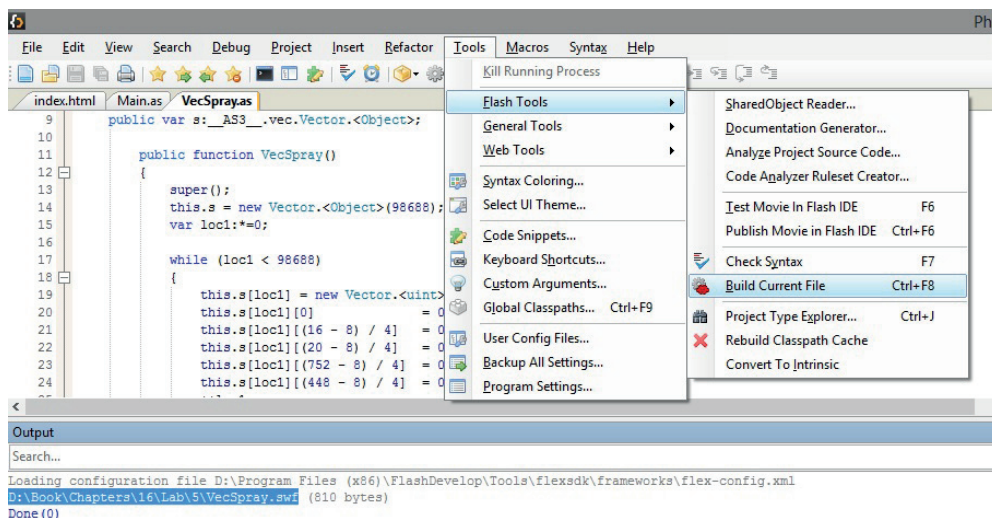 Ph
File Edit View Search Debug Project Insert Refactor Tools Macros Syntax Help
index.html Main.as VecSpray.as
9 public var s:__AS3__.vec.Vector.<Object>;
10
11 public function VecSpray()
12 {
13 super();
14 this.s = new Vector.<Object>(98688);
15 var loc1:*=0;
16
17 while (loc1 < 98688)
18 {
19 this.s[loc1] = new Vector.<uint>
20 this.s[loc1][0] = 0
21 this.s[loc1][(16 - 8) / 4] = 0
22 this.s[loc1][(20 - 8) / 4] = 0
23 this.s[loc1][(752 - 8) / 4] = 0
24 this.s[loc1][(448 - 8) / 4] = 0
Kill Running Process
Flash Tools
General Tools
Web Tools
Syntax Coloring...
Select UI Theme...
Code Snippets...
Keyboard Shortcuts...
Custom Arguments...
Global Classpaths... Ctrl+F9
User Config Files...
Backup All Settings...
Program Settings...
SharedObject Reader...
Documentation Generator...
Analyze Project Source Code...
Code Analyzer Ruleset Creator...
Test Movie In Flash IDE F6
Publish Movie in Flash IDE Ctrl+F6
Check Syntax F7
Build Current File Ctrl+F8
Project Type Explorer... Ctrl+J
Rebuild Classpath Cache
Convert To Intrinsic
Output
Search...
Loading configuration file D:\Program Files (x86)\FlashDevelop\Tools\flexsdk\frameworks\flex-config.xml
D:\Book\Chapters\16\Lab\5\VecSpray.swf (810 bytes)
Done(0)